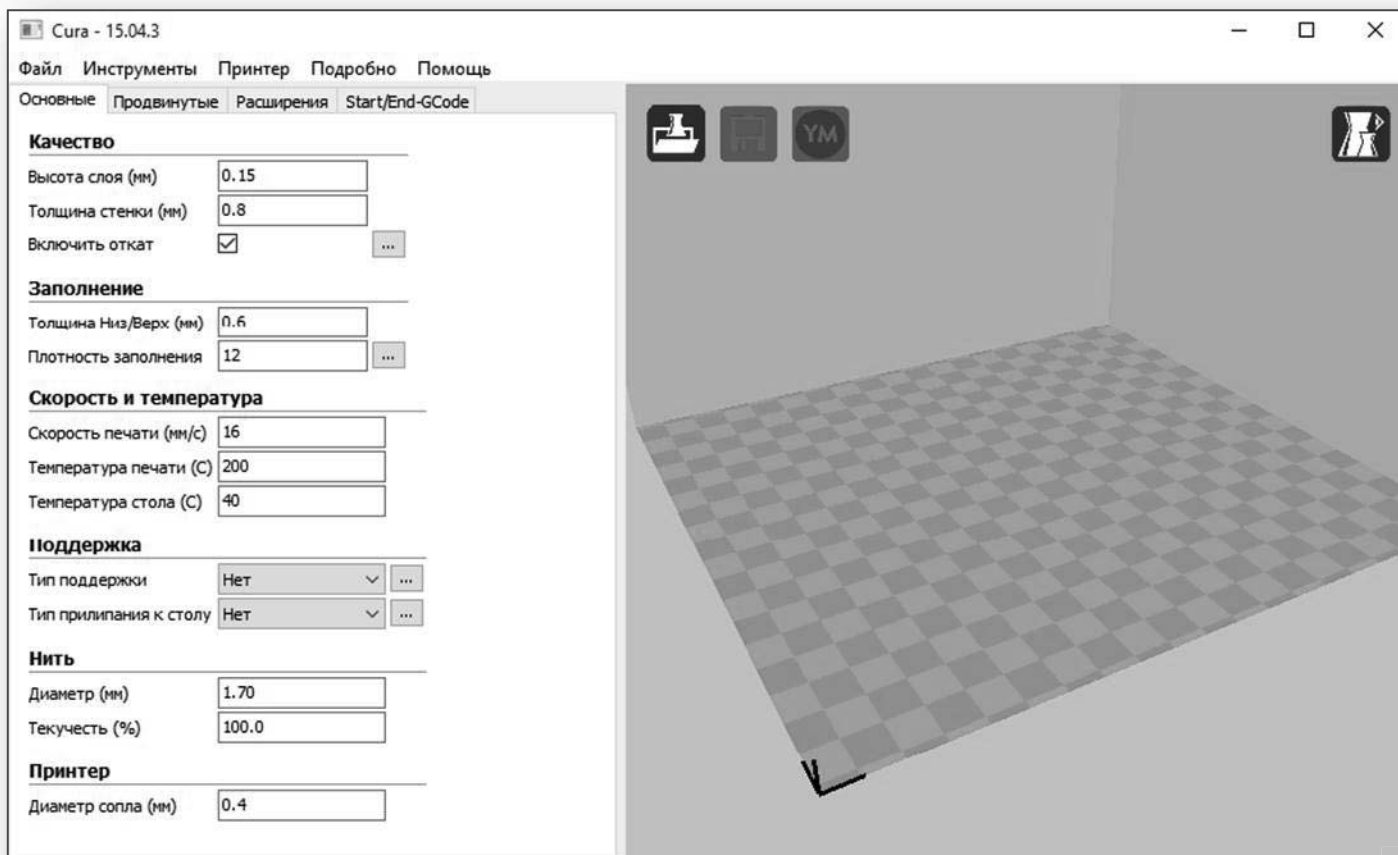 Cura - 15.04.3
Файл Инструменты Принтер Подробно Помощь
Основные Продвинутые Расширения Start/End-GCode
Качество
Высота слоя (мм) 0.15
Толщина стенки (мм) 0.8
Включить откат ...
Заполнение
Толщина Низ/Верх (мм) 0.6
Плотность заполнения 12 ...
Скорость и температура
Скорость печати (мм/с) 16
Температура печати (C) 200
Температура стола (C) 40
Поддержка
Тип поддержки Нет ...
Тип прилипания к столу Нет ...
Нить
Диаметр (мм) 1.70
Текучесть (%) 100.0
Принтер
Диаметр сопла (мм) 0.4
YM